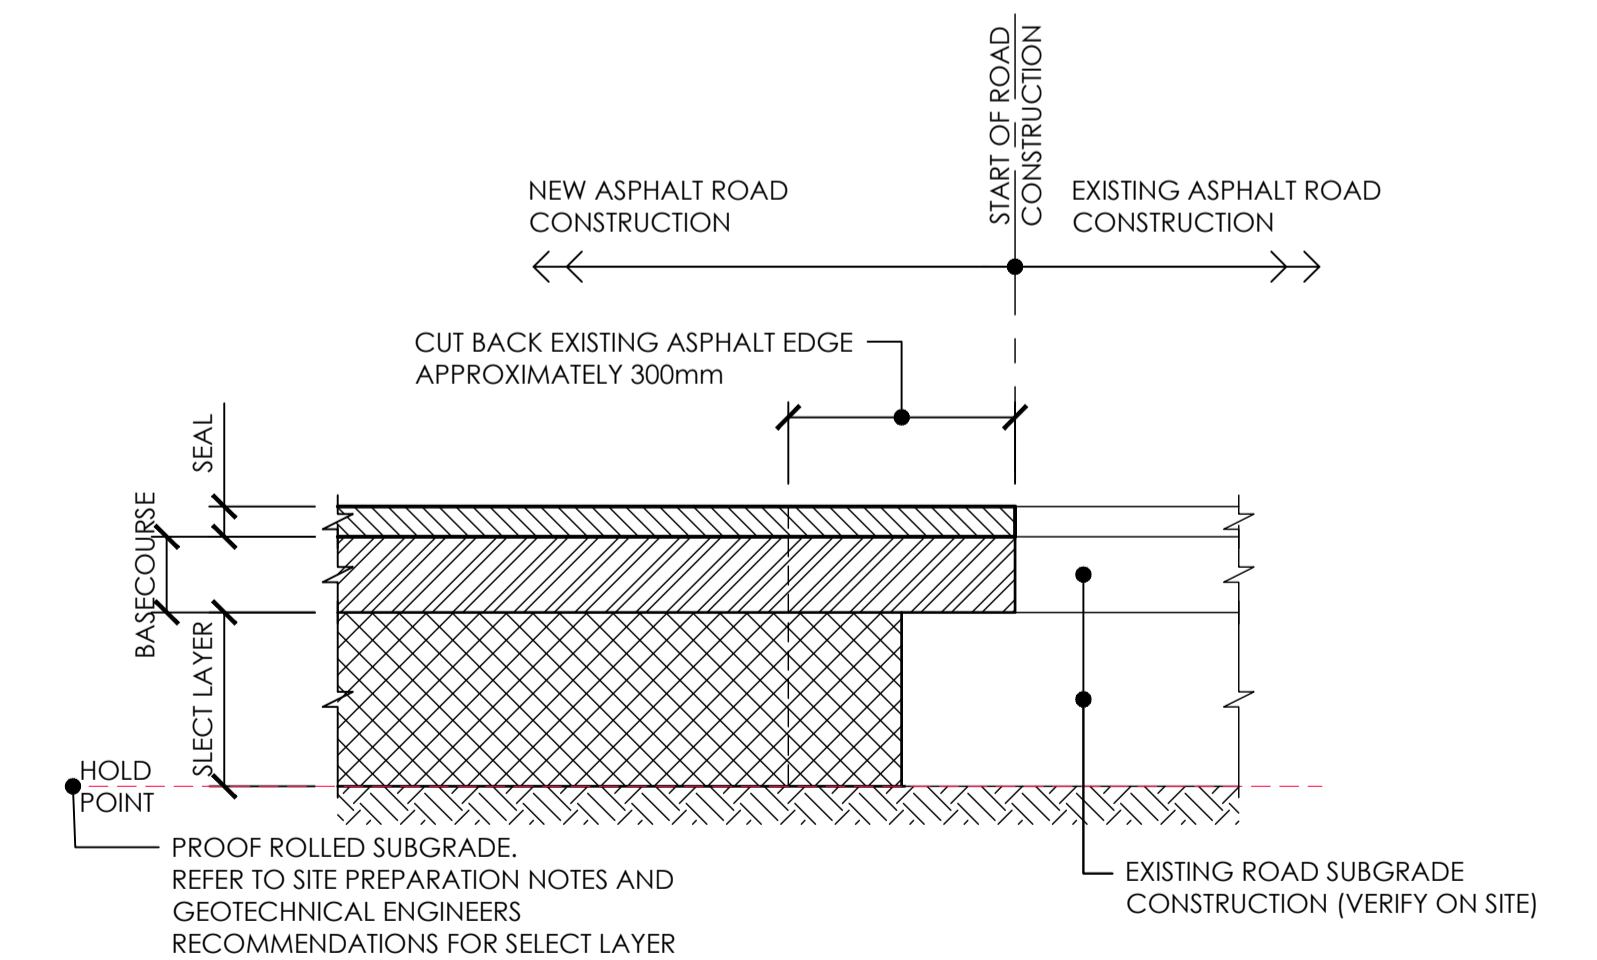 START OF ROAD
CONSTRUCTION
NEW ASPHALT ROAD
CONSTRUCTION
EXISTING ASPHALT ROAD
CONSTRUCTION
CUT BACK EXISTING ASPHALT EDGE
APPROXIMATELY 300mm
SEAL
BASECOURSE
SLECT LAYER
HOLD
POINT
PROOF ROLLED SUBGRADE.
REFER TO SITE PREPARATION NOTES AND
GEOTECHNICAL ENGINEERS
RECOMMENDATIONS FOR SELECT LAYER
EXISTING ROAD SUBGRADE
CONSTRUCTION (VERIFY ON SITE)